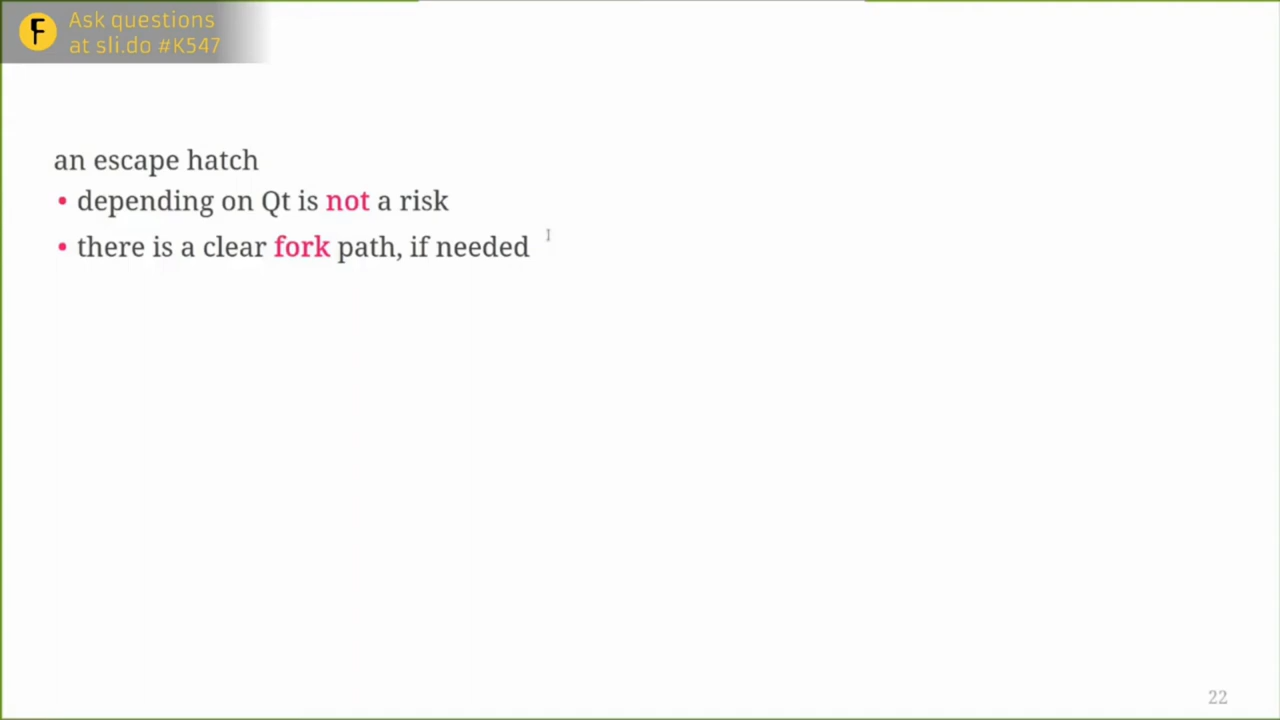 F
Ask questions
at sli.do #K547
an escape hatch
• depending on Qt is not a risk
• there is a clear fork path, if needed
22